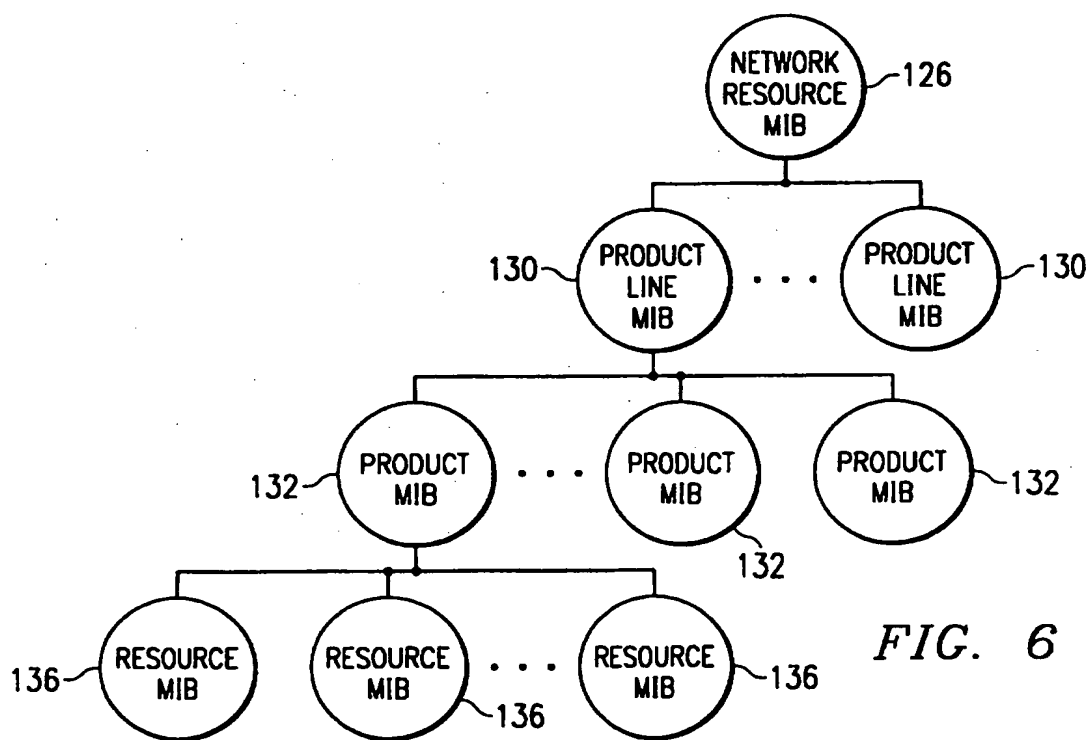 NETWORK
RESOURCE
MIB
126
130
PRODUCT
LINE
MIB
. . .
PRODUCT
LINE
MIB
130
132
PRODUCT
MIB
. . .
PRODUCT
MIB
132
PRODUCT
MIB
132
136
RESOURCE
MIB
RESOURCE
MIB
136
. . .
RESOURCE
MIB
136
FIG. 6